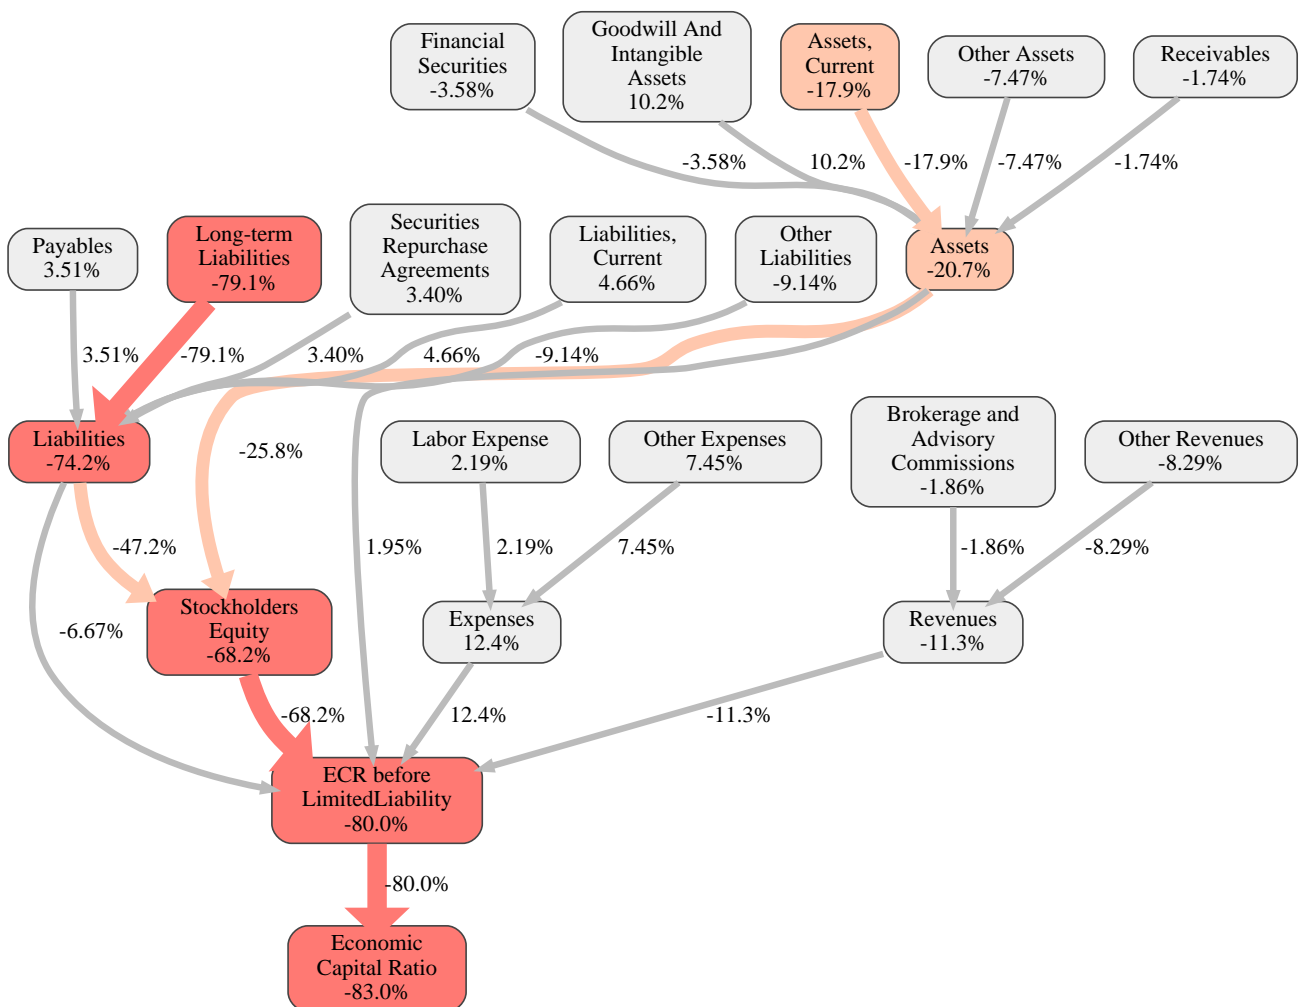 Financial
Securities
-3.58%
Goodwill And
Intangible
Assets
10.2%
Assets,
Current
-17.9%
Other Assets
-7.47%
Receivables
-1.74%
-3.58%
10.2%
-17.9%
-7.47%
-1.74%
Payables
3.51%
Long-term
Liabilities
-79.1%
Securities
Repurchase
Agreements
3.40%
Liabilities,
Current
4.66%
Other
Liabilities
-9.14%
Assets
-20.7%
3.51%
-79.1%
3.40%
4.66%
-9.14%
Liabilities
-74.2%
-25.8%
Labor Expense
2.19%
Other Expenses
7.45%
Brokerage and
Advisory
Commissions
-1.86%
Other Revenues
-8.29%
-47.2%
1.95%
2.19%
7.45%
-1.86%
-8.29%
Stockholders
Equity
-68.2%
Expenses
12.4%
Revenues
-11.3%
-6.67%
-68.2%
12.4%
-11.3%
ECR before
LimitedLiability
-80.0%
-80.0%
Economic
Capital Ratio
-83.0%